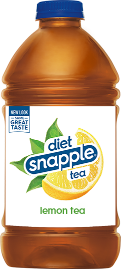 NEW LOOK
SAME
GREAT
TASTE
diet
snapple
tea
lemon tea